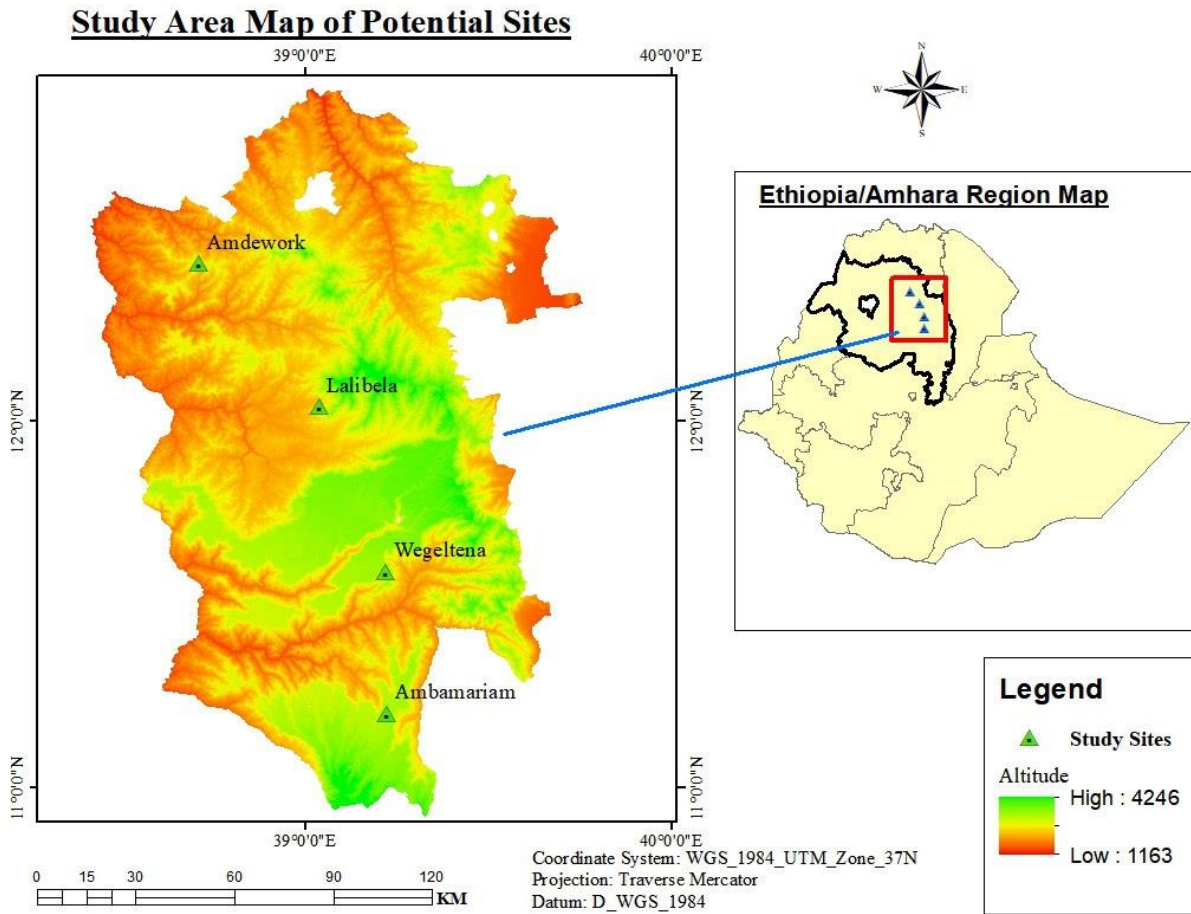 Study Area Map of Potential Sites
39°0'0"E
40°0'0"E
N
W
E
S
Ethiopia/Amhara Region Map
Amdework
Lalibela
12°0'0"N
12°0'0"N
Wegeltena
Ambamariam
11°0'0"N
11°0'0"N
39°0'0"E
40°0'0"E
Legend
Study Sites
Altitude
High : 4246
Low : 1163
0 15 30 60 90 120
KM
Coordinate System: WGS_1984_UTM_Zone_37N
Projection: Traverse Mercator
Datum: D_WGS_1984